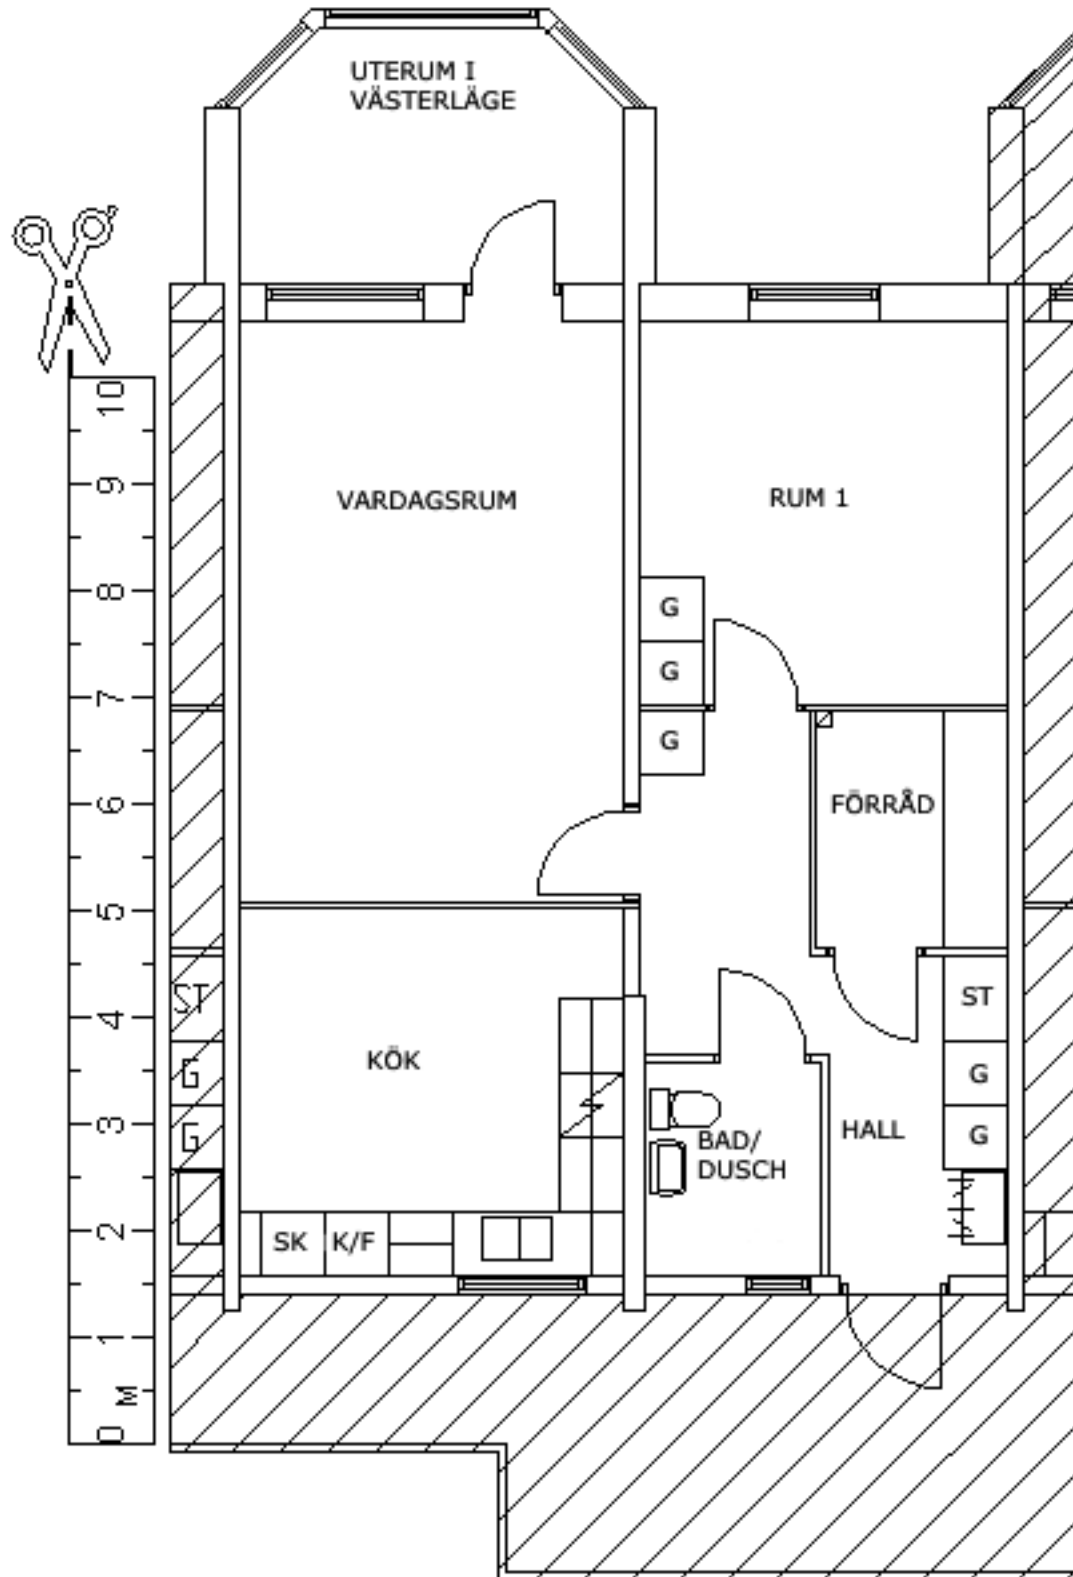 UTERUM I
VÄSTERLÄGE
VARDAGSRUM
RUM 1
G
G
G
FÖRRÅD
KÖK
ST
G
G
HALL
BAD/
DUSCH
SK
K/F
ST
G
G
10
9
8
7
6
5
4
3
2
1
M
0